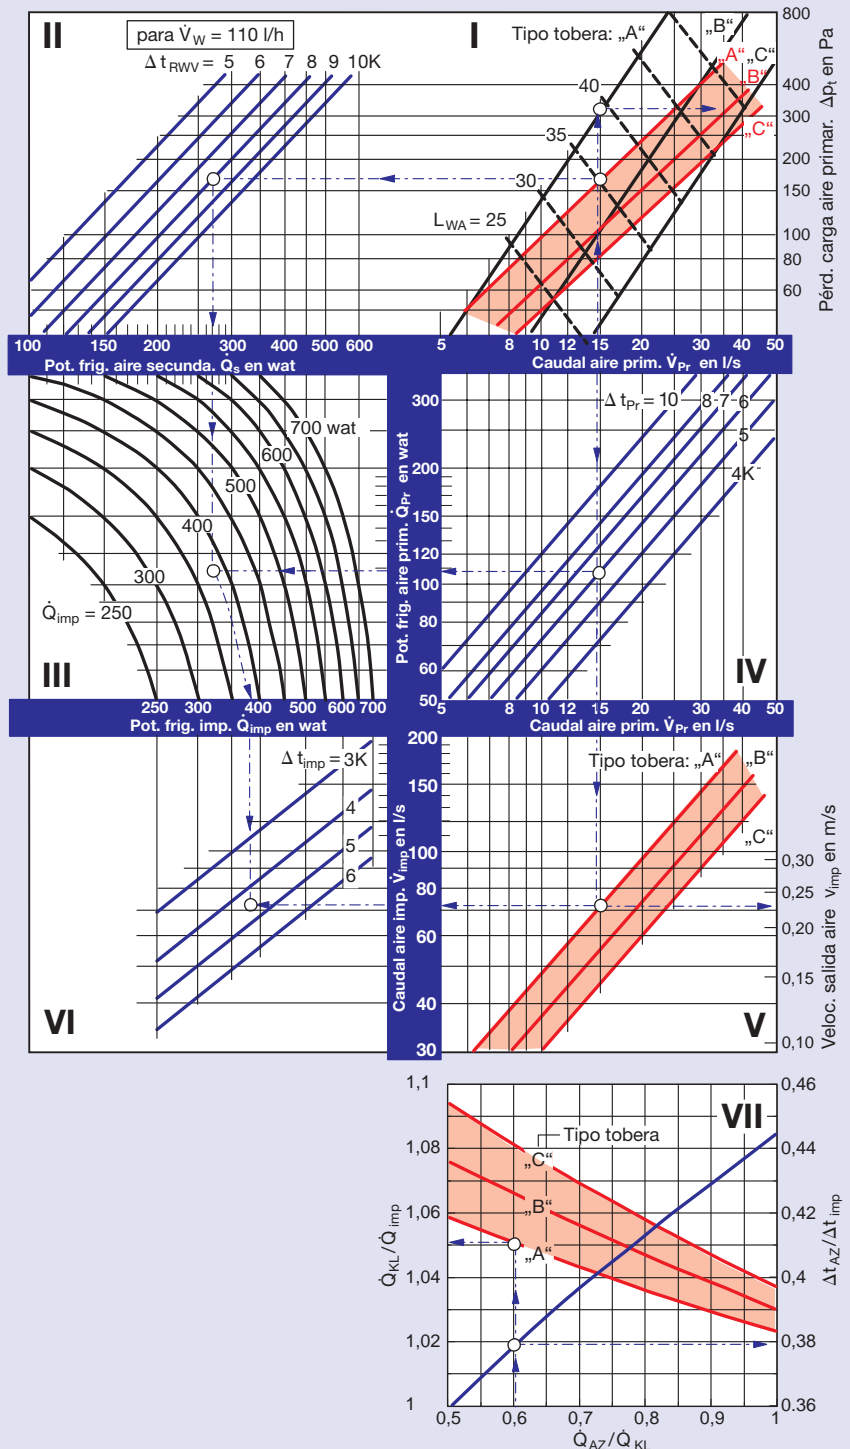 II
para V̇W = 110 l/h
Δ tRWV = 5 6 7 8 9 10K
I
Tipo tobera: „A“
„B“
„A“ „C“
„B“
„C“
40
35
30
LWA = 25
800
400
300
200
150
100
80
60
Pérd. carga aire primar. Δpt en Pa
100 150 200 300 400 500 600
Pot. frig. aire secunda. Q̇s en wat
5 8 10 12 15 20 30 40 50
Caudal aire prim. V̇Pr en l/s
700 wat
600
500
400
300
Q̇imp = 250
III
300
200
150
120
100
80
60
50
Pot. frig. aire prim. Q̇Pr en wat
Δ tPr = 10 8 7 6
5
4K
IV
250 300 400 500 600 700
Pot. frig. imp. Q̇imp en wat
5 8 10 12 15 20 30 40 50
Caudal aire prim. V̇Pr en l/s
Δ timp = 3K
4
5
6
VI
200
150
100
80
60
40
30
Caudal aire imp. V̇imp en l/s
Tipo tobera: „A“ „B“
„C“
V
0,30
0,25
0,20
0,15
0,10
Veloc. salida aire vimp en m/s
VII
Tipo tobera
„C“
„B“
„A“
1,1
1,08
1,06
1,04
1,02
1
Q̇KL/Q̇imp
0,46
0,44
0,42
0,4
0,38
0.36
ΔtAZ/Δtimp
0,5 0,6 0,7 0,8 0,9 1
Q̇AZ/Q̇KL